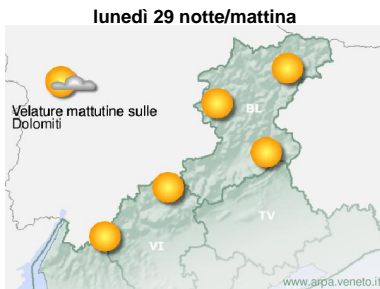 lunedì 29 notte/mattina
Velature mattutine sulle
Dolomiti
BL
TV
VI
www.arpa.veneto.it